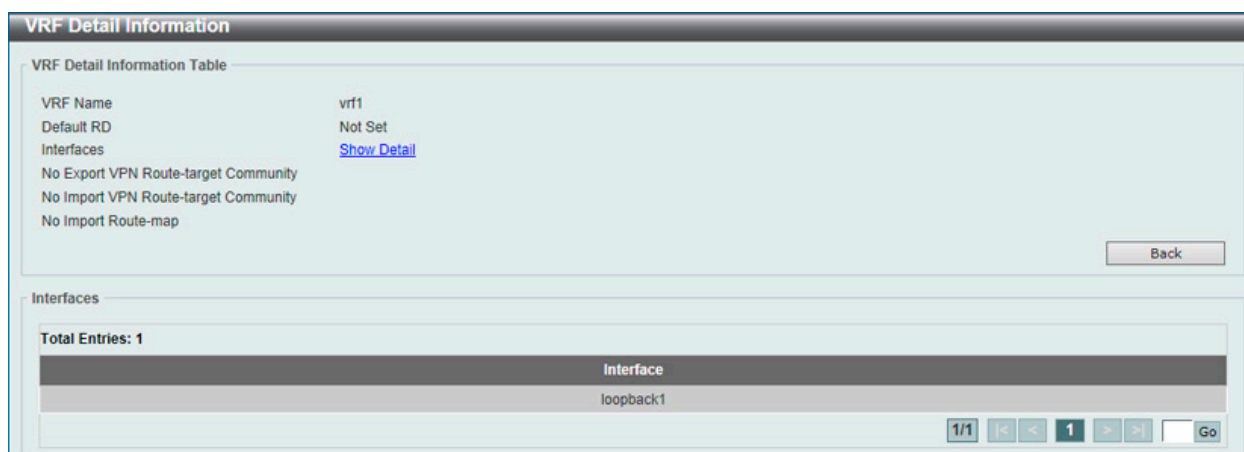 VRF Detail Information
VRF Detail Information Table
VRF Name vrf1
Default RD Not Set
Interfaces Show Detail
No Export VPN Route-target Community
No Import VPN Route-target Community
No Import Route-map
Back
Interfaces
Total Entries: 1
Interface
loopback1
1/1 |< < 1 > >| Go